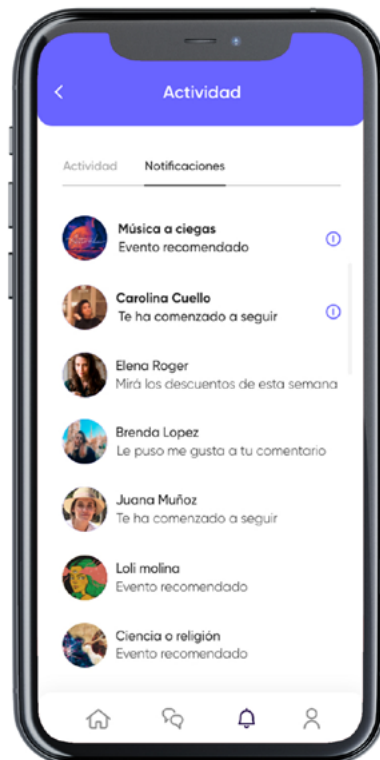 Actividad
Actividad Notificaciones
Música a ciegas
Evento recomendado
Carolina Cuello
Te ha comenzado a seguir
Elena Roger
Mirá los descuentos de esta semana
Brenda Lopez
Le puso me gusta a tu comentario
Juana Muñoz
Te ha comenzado a seguir
Loli molina
Evento recomendado
Ciencia o religión
Evento recomendado